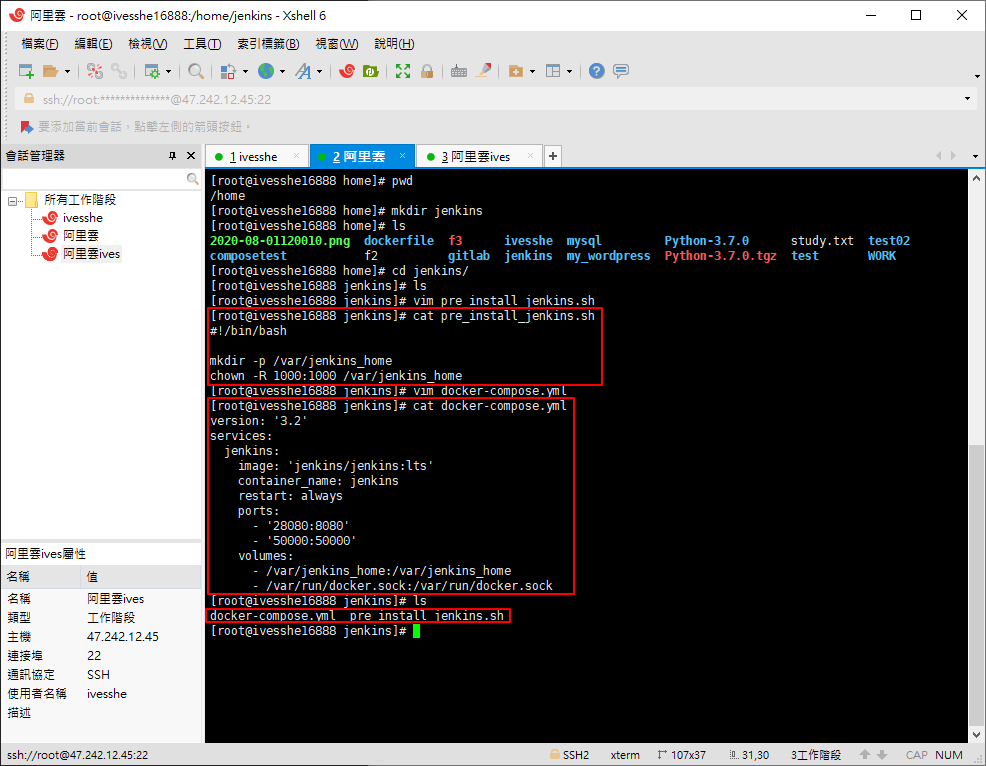 阿里雲 - root@ivesshe16888:/home/jenkins - Xshell 6
檔案(F) 編輯(E) 檢視(V) 工具(T) 索引標籤(B) 視窗(W) 說明(H)
ssh://root:**************@47.242.12.45:22
要添加當前會話，點擊左側的箭頭按鈕。
會話管理器
所有工作階段
ivesshe
阿里雲
阿里雲ives
1 ivesshe
2 阿里雲
3 阿里雲ives
[root@ivesshe16888 home]# pwd
/home
[root@ivesshe16888 home]# mkdir jenkins
[root@ivesshe16888 home]# ls
2020-08-01120010.png dockerfile f3 ivesshe mysql Python-3.7.0 study.txt test02
composetest f2 gitlab jenkins my_wordpress Python-3.7.0.tgz test WORK
[root@ivesshe16888 home]# cd jenkins/
[root@ivesshe16888 jenkins]# ls
[root@ivesshe16888 jenkins]# vim pre_install_jenkins.sh
[root@ivesshe16888 jenkins]# cat pre_install_jenkins.sh
#!/bin/bash
mkdir -p /var/jenkins_home
chown -R 1000:1000 /var/jenkins_home
[root@ivesshe16888 jenkins]# vim docker-compose.yml
[root@ivesshe16888 jenkins]# cat docker-compose.yml
version: '3.2'
services:
  jenkins:
    image: 'jenkins/jenkins:lts'
    container_name: jenkins
    restart: always
    ports:
      - '28080:8080'
      - '50000:50000'
    volumes:
      - /var/jenkins_home:/var/jenkins_home
      - /var/run/docker.sock:/var/run/docker.sock
[root@ivesshe16888 jenkins]# ls
docker-compose.yml pre_install_jenkins.sh
[root@ivesshe16888 jenkins]#
阿里雲ives屬性
名稱 值
名稱 阿里雲ives
類型 工作階段
主機 47.242.12.45
連接埠 22
通訊協定 SSH
使用者名稱 ivesshe
描述
ssh://root@47.242.12.45:22 SSH2 xterm 107x37 31,30 3工作階段 CAP NUM